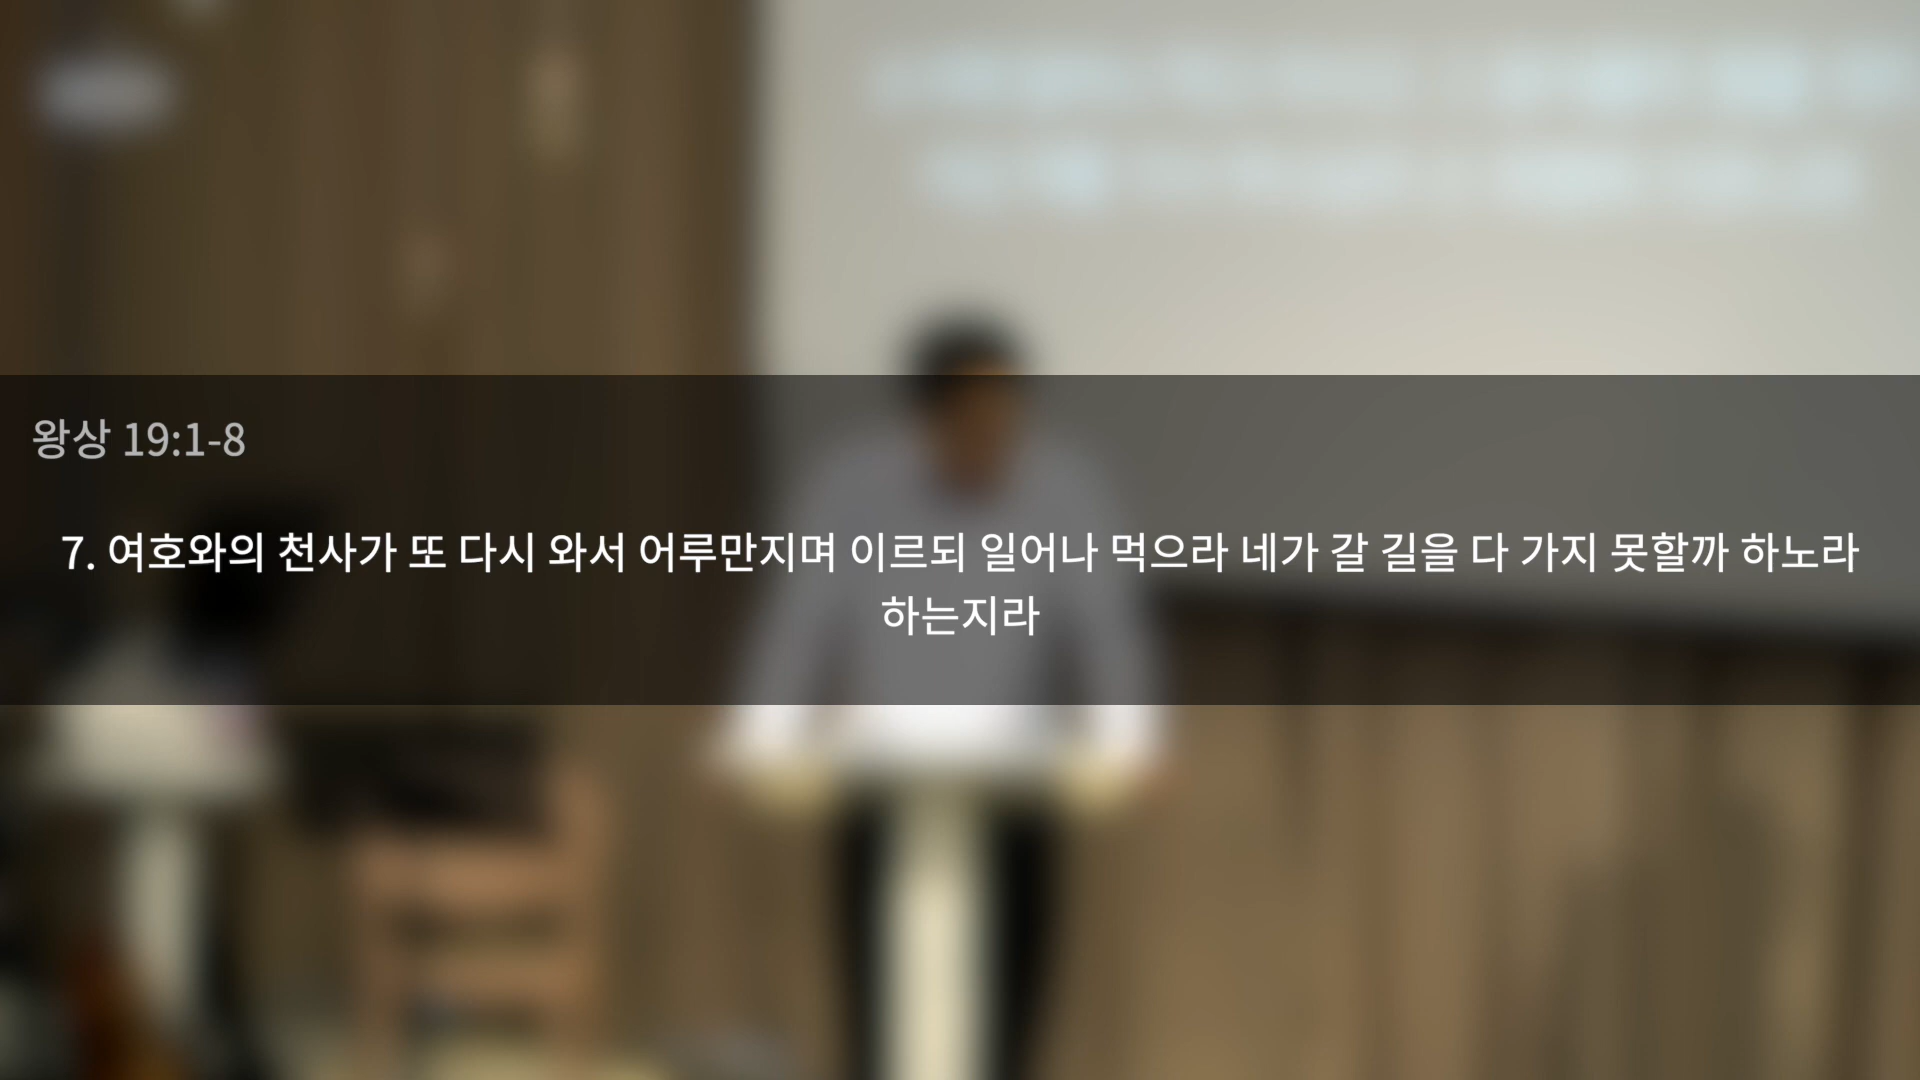 왕상 19:1-8
7. 여호와의 천사가 또 다시 와서 어루만지며 이르되 일어나 먹으라 네가 갈 길을 다 가지 못할까 하노라
하는지라